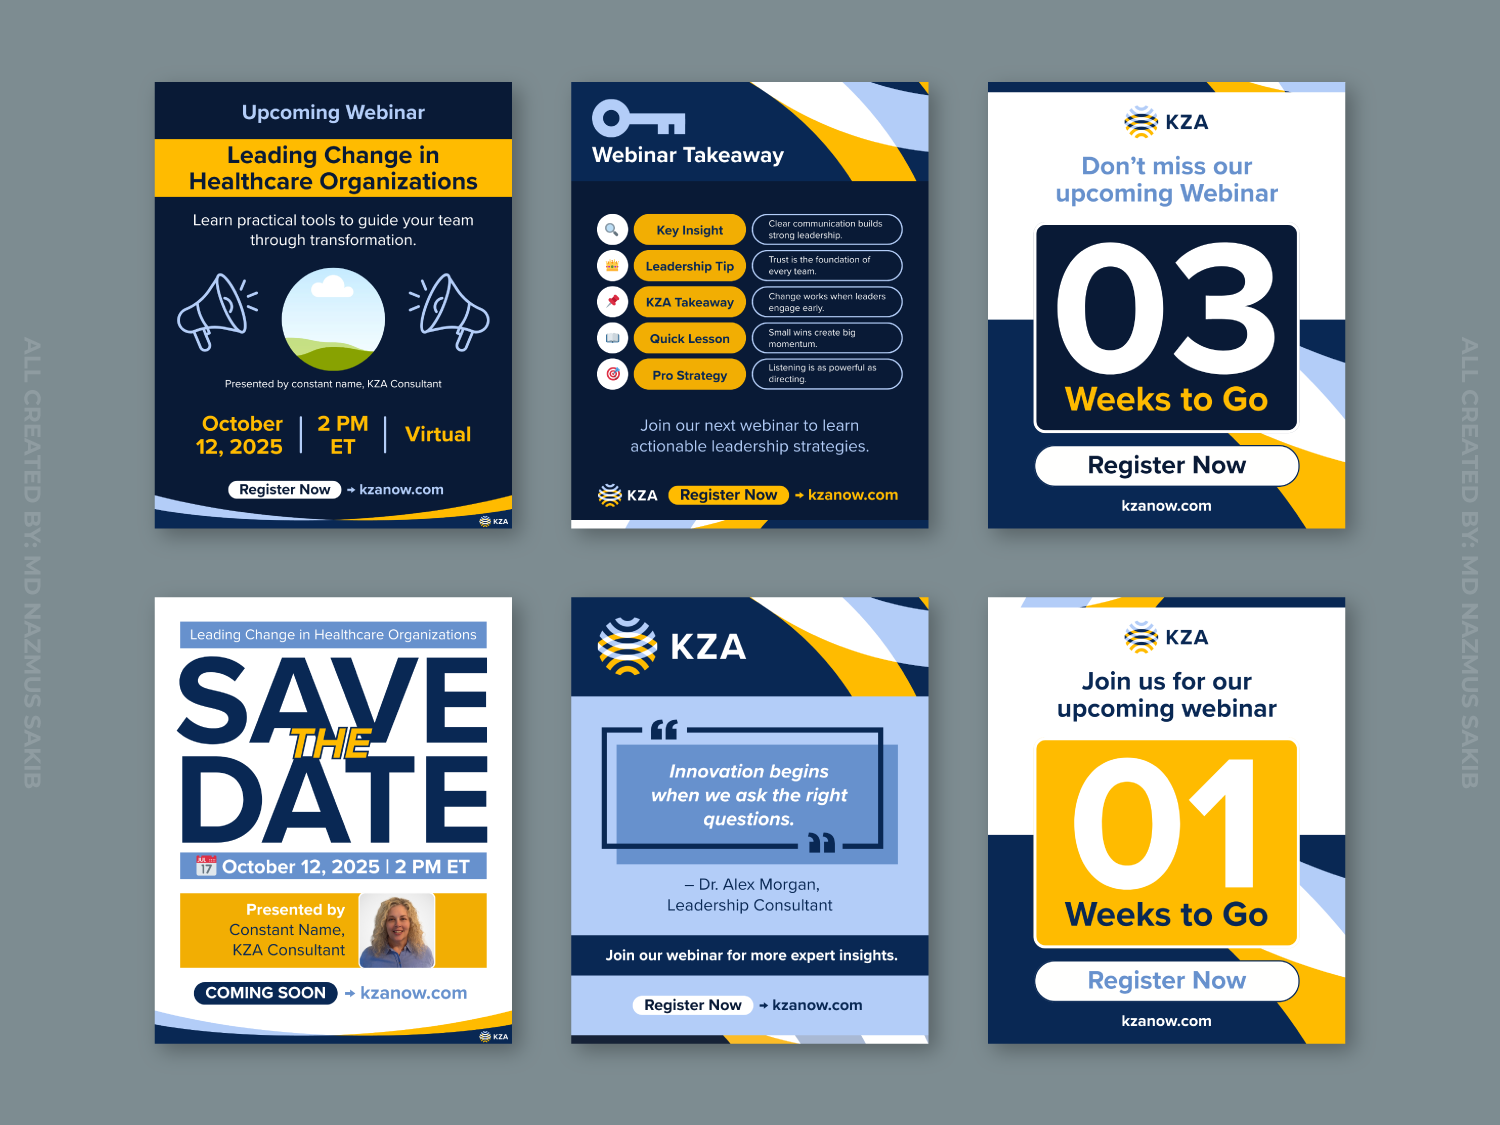 Upcoming Webinar
Leading Change in
Healthcare Organizations
Learn practical tools to guide your team
through transformation.
Presented by constant name, KZA Consultant
October
12, 2025
2 PM
ET
Virtual
Register Now → kzanow.com
KZA
Webinar Takeaway
Key Insight
Clear communication builds
strong leadership.
Leadership Tip
Trust is the foundation of
every team.
KZA Takeaway
Change works when leaders
engage early.
Quick Lesson
Small wins create big
momentum.
Pro Strategy
Listening is as powerful as
directing.
Join our next webinar to learn
actionable leadership strategies.
KZA Register Now → kzanow.com
KZA
Don’t miss our
upcoming Webinar
03
Weeks to Go
Register Now
kzanow.com
Leading Change in Healthcare Organizations
SAVE
THE
DATE
JUL
17
October 12, 2025 | 2 PM ET
Presented by
Constant Name,
KZA Consultant
COMING SOON → kzanow.com
KZA
KZA
“
Innovation begins
when we ask the right
questions.
”
– Dr. Alex Morgan,
Leadership Consultant
Join our webinar for more expert insights.
Register Now → kzanow.com
KZA
Join us for our
upcoming webinar
01
Weeks to Go
Register Now
kzanow.com
ALL CREATED BY: MD NAZMUS SAKIB
ALL CREATED BY: MD NAZMUS SAKIB